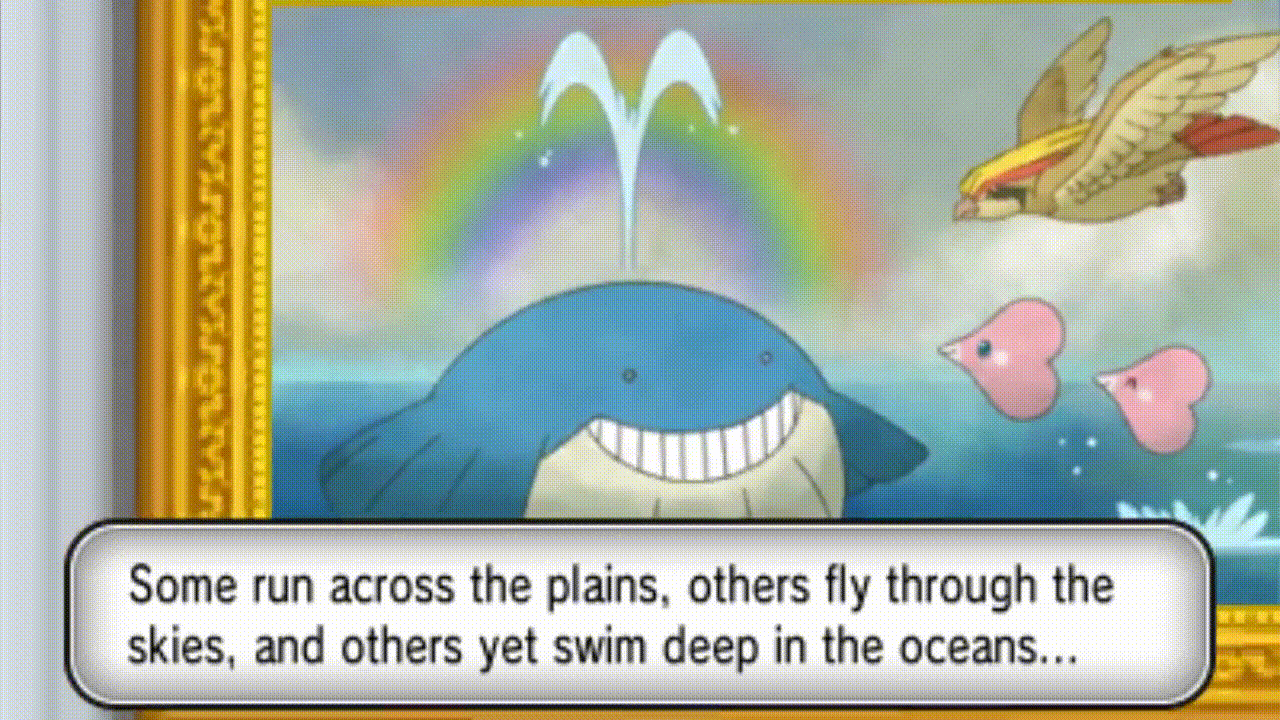 Some run across the plains, others fly through the
skies, and others yet swim deep in the oceans...